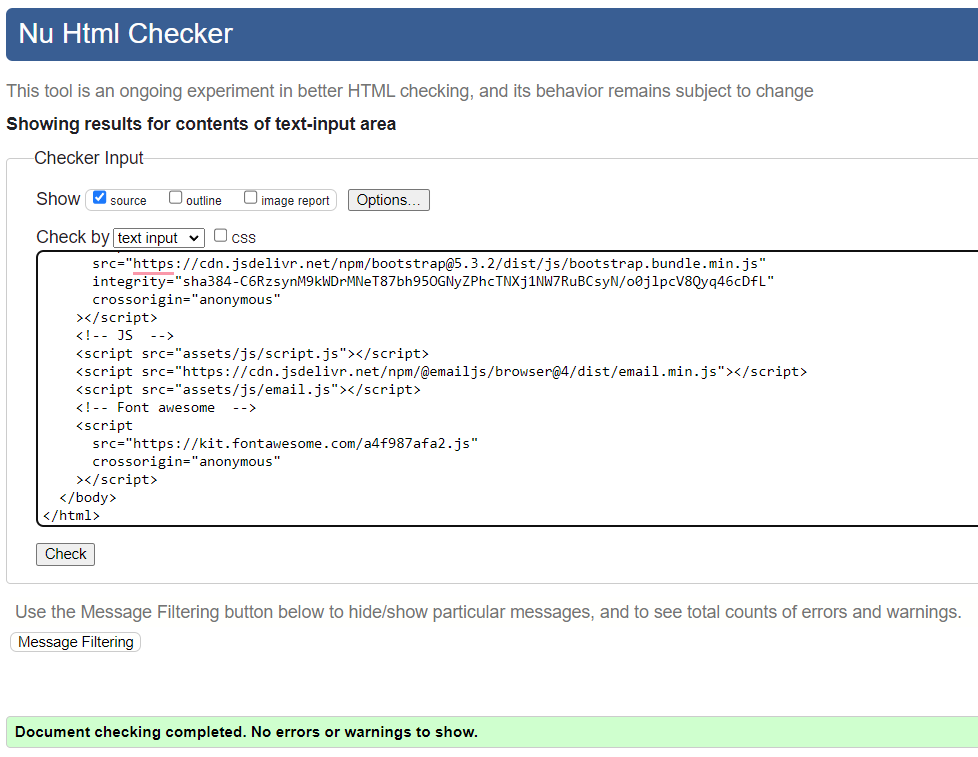 Nu Html Checker
This tool is an ongoing experiment in better HTML checking, and its behavior remains subject to change
Showing results for contents of text-input area
Checker Input
Show source outline image report Options...
Check by text input css
src="https://cdn.jsdelivr.net/npm/bootstrap@5.3.2/dist/js/bootstrap.bundle.min.js"
integrity="sha384-C6RzsynM9kWDrMNeT87bh95OGNyZPhcTNXj1NW7RuBCsyN/o0jlpcV8Qyq46cDfL"
crossorigin="anonymous"
></script>
<!-- JS  -->
<script src="assets/js/script.js"></script>
<script src="https://cdn.jsdelivr.net/npm/@emailjs/browser@4/dist/email.min.js"></script>
<script src="assets/js/email.js"></script>
<!-- Font awesome  -->
<script
src="https://kit.fontawesome.com/a4f987afa2.js"
crossorigin="anonymous"
></script>
</body>
</html>
Check
Use the Message Filtering button below to hide/show particular messages, and to see total counts of errors and warnings.
Message Filtering
Document checking completed. No errors or warnings to show.